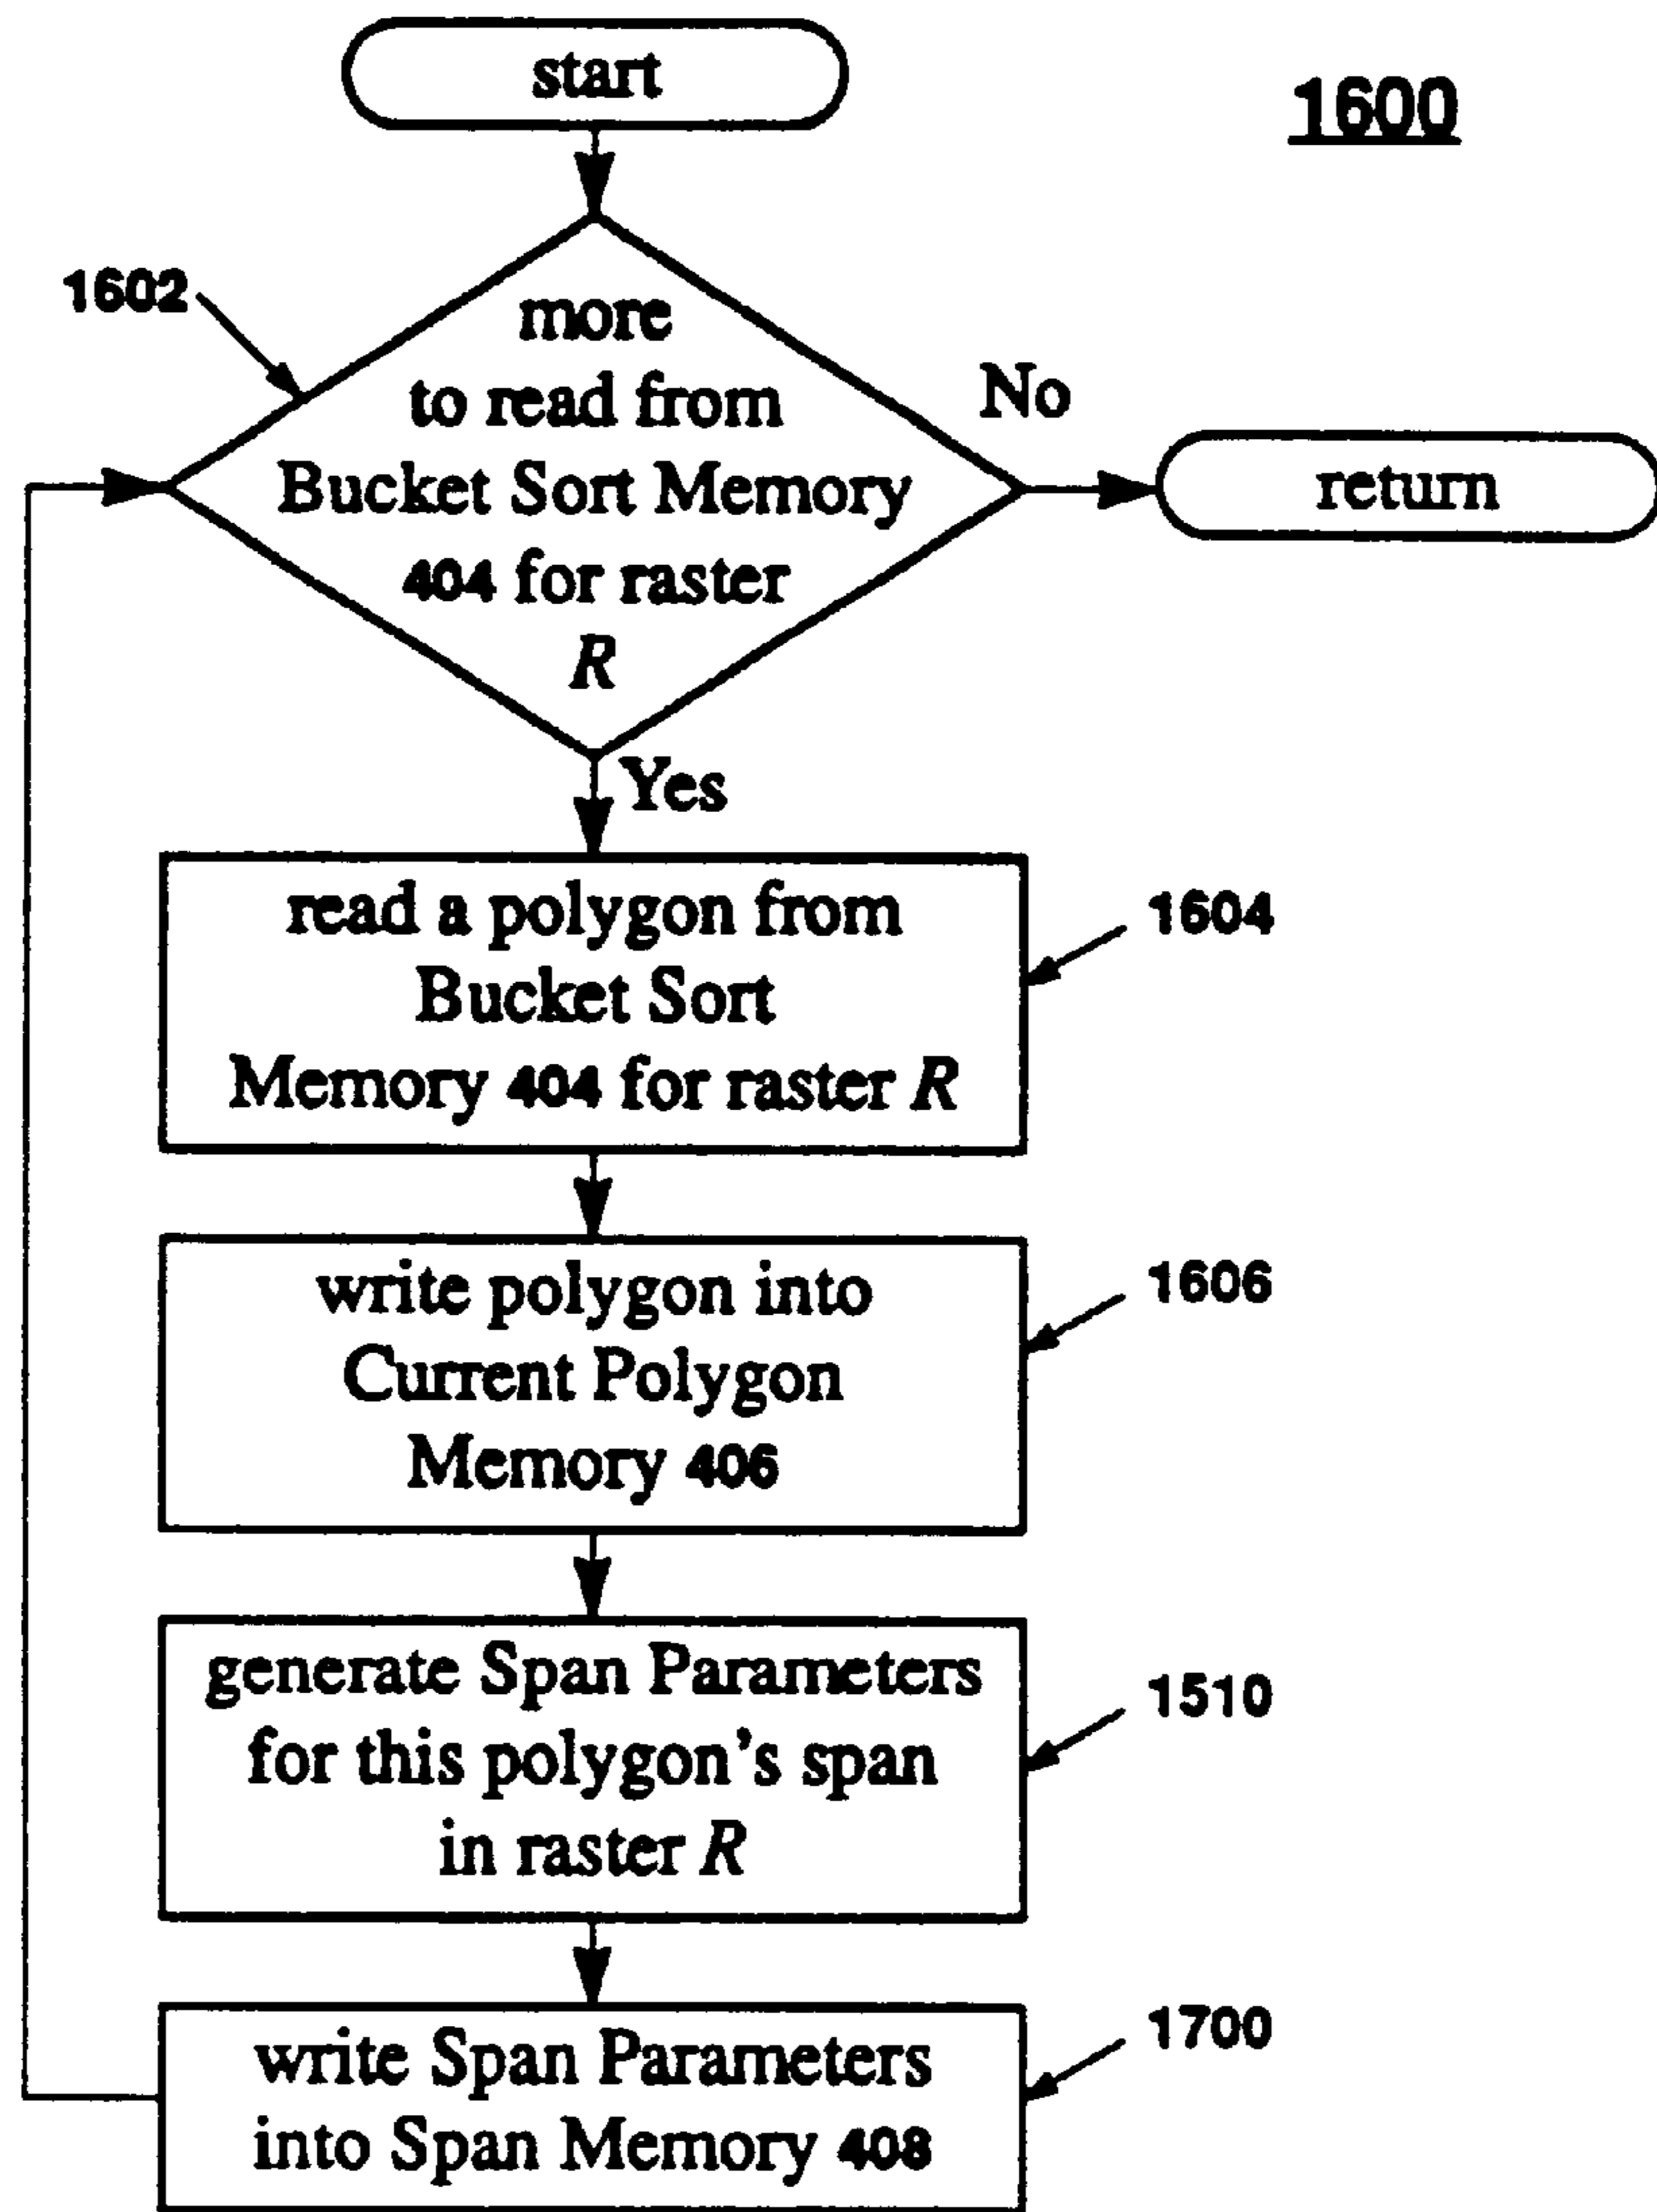 start
1600
1602
more
to read from
Bucket Sort Memory
404 for raster
R
No
return
Yes
read a polygon from
Bucket Sort
Memory 404 for raster R
1604
write polygon into
Current Polygon
Memory 406
1606
generate Span Parameters
for this polygon's span
in raster R
1510
write Span Parameters
into Span Memory 408
1700